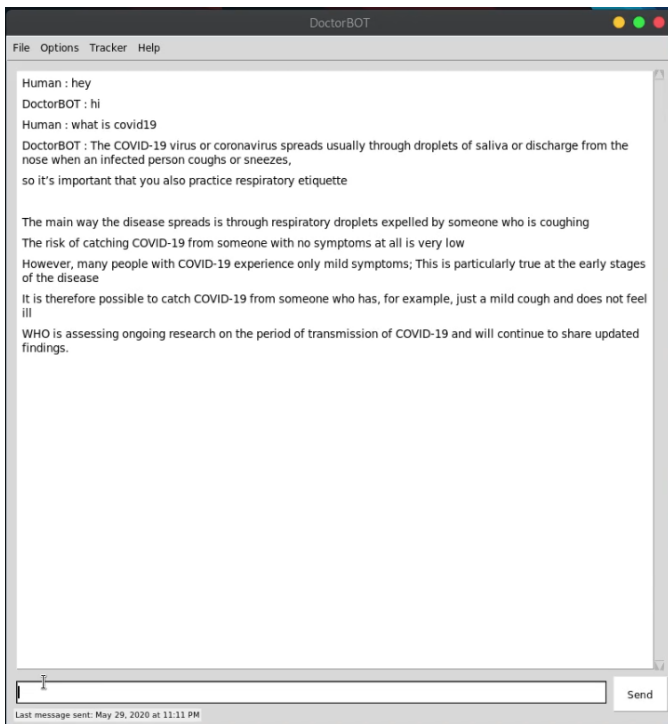 DoctorBOT
File Options Tracker Help
Human : hey
DoctorBOT : hi
Human : what is covid19
DoctorBOT : The COVID-19 virus or coronavirus spreads usually through droplets of saliva or discharge from the
nose when an infected person coughs or sneezes,
so it’s important that you also practice respiratory etiquette
The main way the disease spreads is through respiratory droplets expelled by someone who is coughing
The risk of catching COVID-19 from someone with no symptoms at all is very low
However, many people with COVID-19 experience only mild symptoms; This is particularly true at the early stages
of the disease
It is therefore possible to catch COVID-19 from someone who has, for example, just a mild cough and does not feel
ill
WHO is assessing ongoing research on the period of transmission of COVID-19 and will continue to share updated
findings.
Send
Last message sent: May 29, 2020 at 11:11 PM